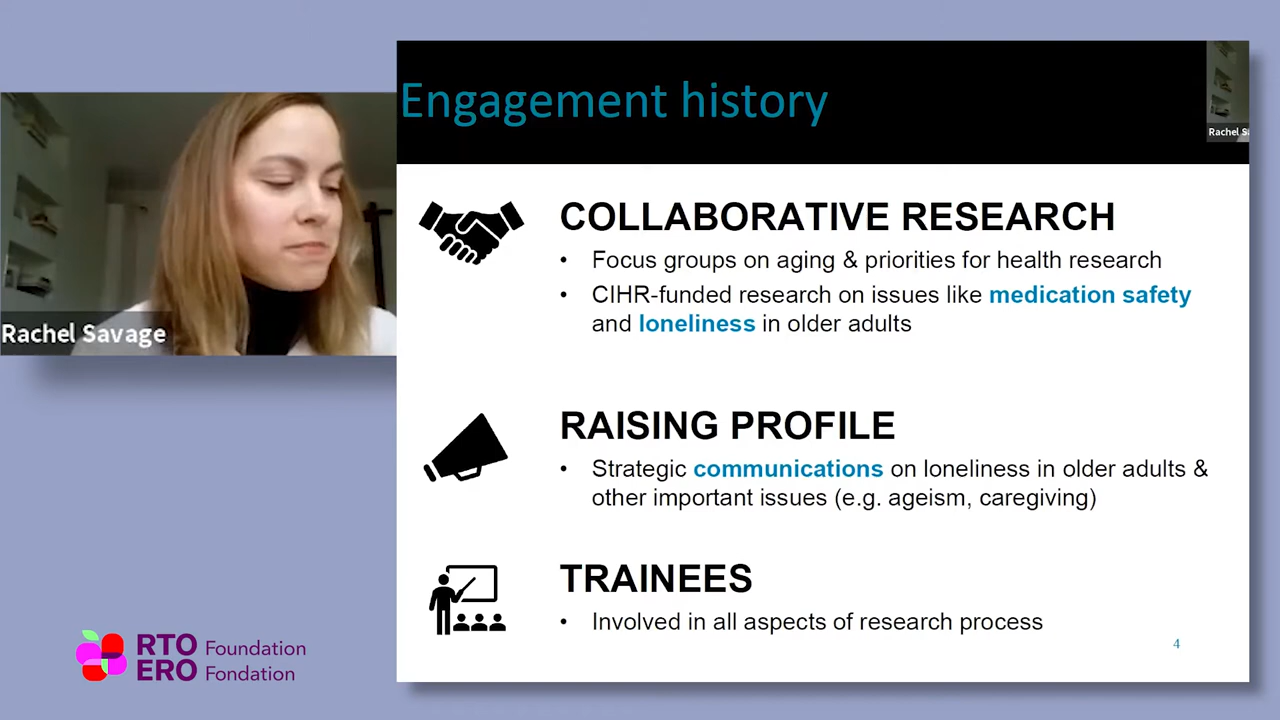 Engagement history
Rachel S
Rachel Savage
COLLABORATIVE RESEARCH
• Focus groups on aging & priorities for health research
• CIHR-funded research on issues like medication safety
and loneliness in older adults
RAISING PROFILE
• Strategic communications on loneliness in older adults &
other important issues (e.g. ageism, caregiving)
TRAINEES
• Involved in all aspects of research process
4
RTO Foundation
ERO Fondation